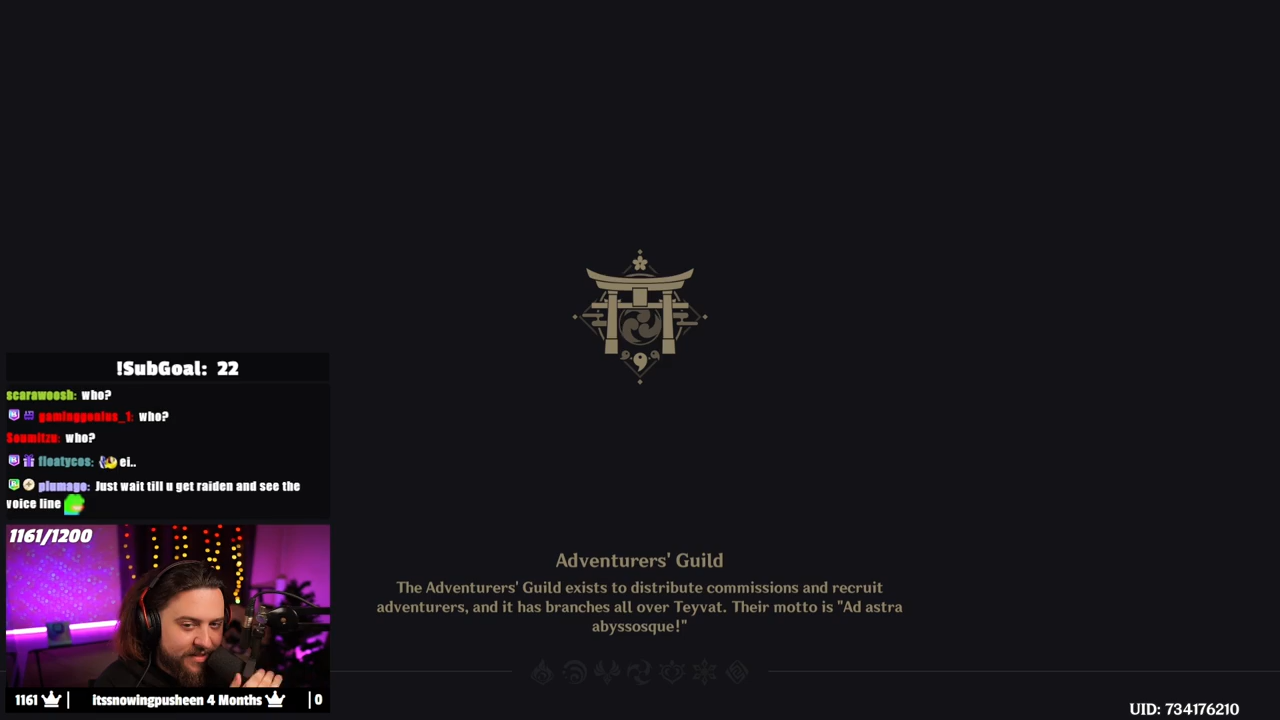 !SubGoal: 22
scarawoosh: who?
gaminggenius_1: who?
Soumitzu: who?
floatycos: ei..
plumago: Just wait till u get raiden and see the
voice line
1161/1200
1161
itssnowingpusheen 4 Months
0
Adventurers' Guild
The Adventurers' Guild exists to distribute commissions and recruit
adventurers, and it has branches all over Teyvat. Their motto is "Ad astra
abyssosque!"
UID: 734176210